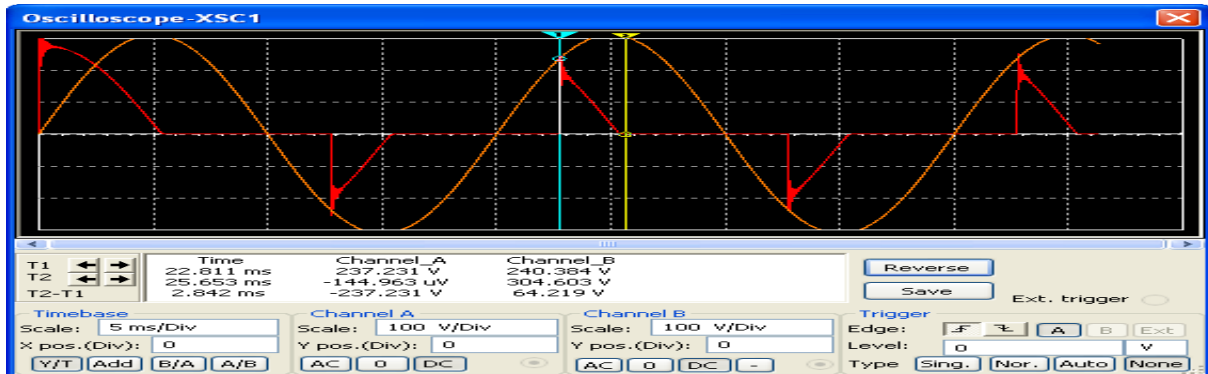 Oscilloscope-XSC1
1 2
Time Channel_A Channel_B
T1 22.811 ms 237.231 V 240.384 V
T2 25.653 ms -144.963 uV 304.603 V
T2-T1 2.842 ms -237.231 V 64.219 V
Reverse
Save
Ext. trigger
Timebase
Scale: 5 ms/Div
X pos.(Div): 0
Y/T Add B/A A/B
Channel A
Scale: 100 V/Div
Y pos.(Div): 0
AC 0 DC
Channel B
Scale: 100 V/Div
Y pos.(Div): 0
AC 0 DC -
Trigger
Edge: A B Ext
Level: 0 V
Type Sing. Nor. Auto None